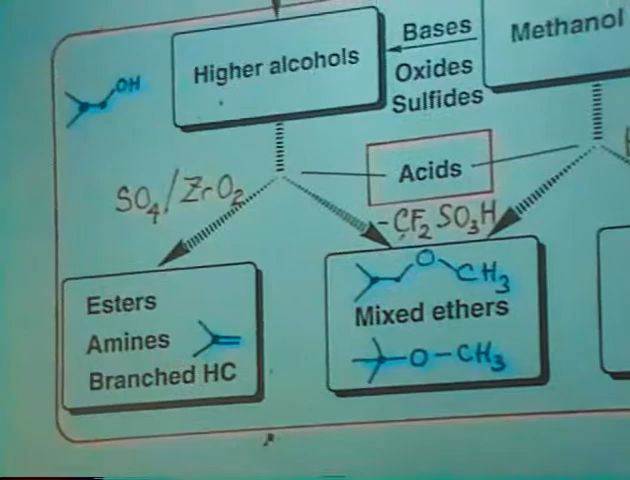 Higher alcohols
Bases
Oxides
Sulfides
Methanol
OH
Acids
SO4/ZrO2
-CF2SO3H
Esters
Amines
Branched HC
O CH3
Mixed ethers
O-CH3